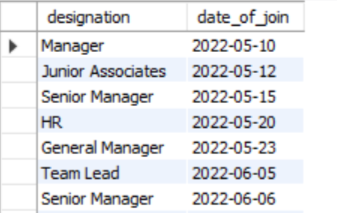 designation date_of_join
Manager 2022-05-10
Junior Associates 2022-05-12
Senior Manager 2022-05-15
HR 2022-05-20
General Manager 2022-05-23
Team Lead 2022-06-05
Senior Manager 2022-06-06